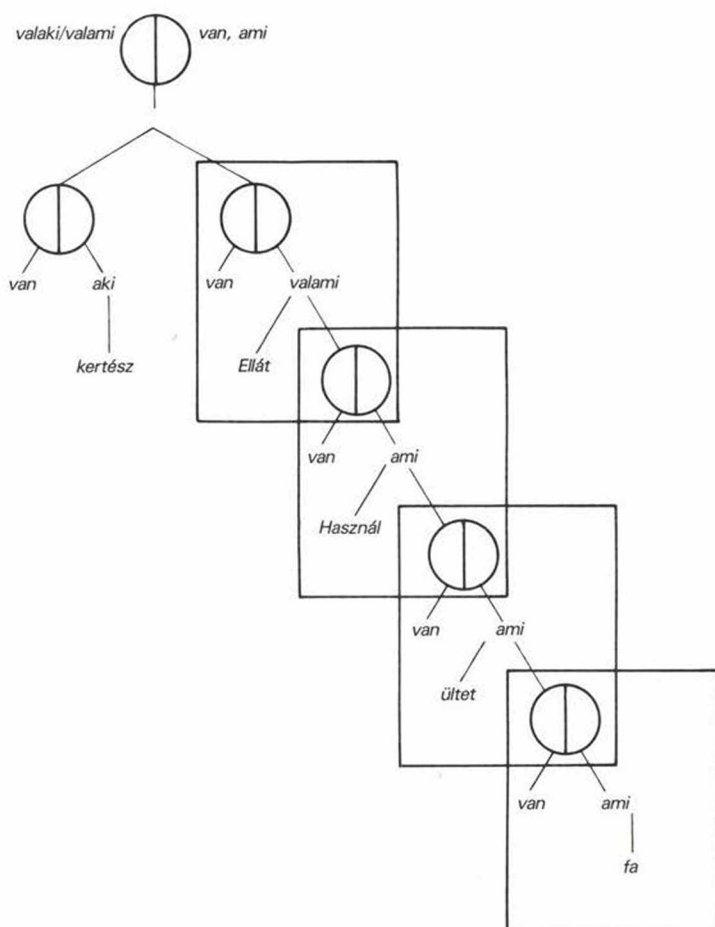 valaki/valami van, ami
van aki van valami
kertész Ellát
van ami
Használ
van ami
ültet
van ami
fa